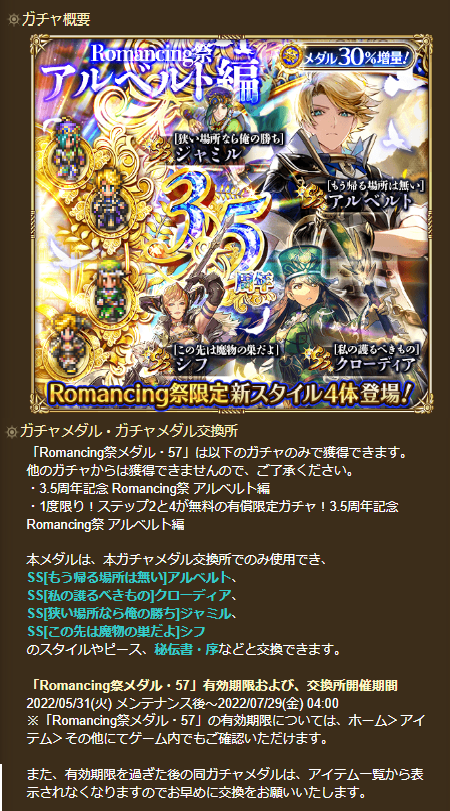 ガチャ概要
Romancing祭
アルベルト編
メダル30%増量!
[狭い場所なら俺の勝ち]
SS ジャミル
[もう帰る場所は無い]
SS アルベルト
3.5
周年
[この先は魔物の巣だよ]
SS シフ
[私の護るべきもの]
SS クローディア
Romancing祭限定新スタイル4体登場!
ガチャメダル・ガチャメダル交換所
「Romancing祭メダル・57」は以下のガチャのみで獲得できます。
他のガチャからは獲得できませんので、ご了承ください。
・3.5周年記念 Romancing祭 アルベルト編
・1度限り!ステップ2と4が無料の有償限定ガチャ!3.5周年記念
Romancing祭 アルベルト編
本メダルは、本ガチャメダル交換所でのみ使用でき、
SS[もう帰る場所は無い]アルベルト、
SS[私の護るべきもの]クローディア、
SS[狭い場所なら俺の勝ち]ジャミル、
SS[この先は魔物の巣だよ]シフ
のスタイルやピース、秘伝書・序などと交換できます。
「Romancing祭メダル・57」有効期限および、交換所開催期間
2022/05/31(火) メンテナンス後～2022/07/29(金) 04:00
※「Romancing祭メダル・57」の有効期限については、ホーム＞アイ
テム＞その他にてゲーム内でもご確認いただけます。
また、有効期限を過ぎた後の同ガチャメダルは、アイテム一覧から表
示されなくなりますのでお早めに交換をお願いいたします。